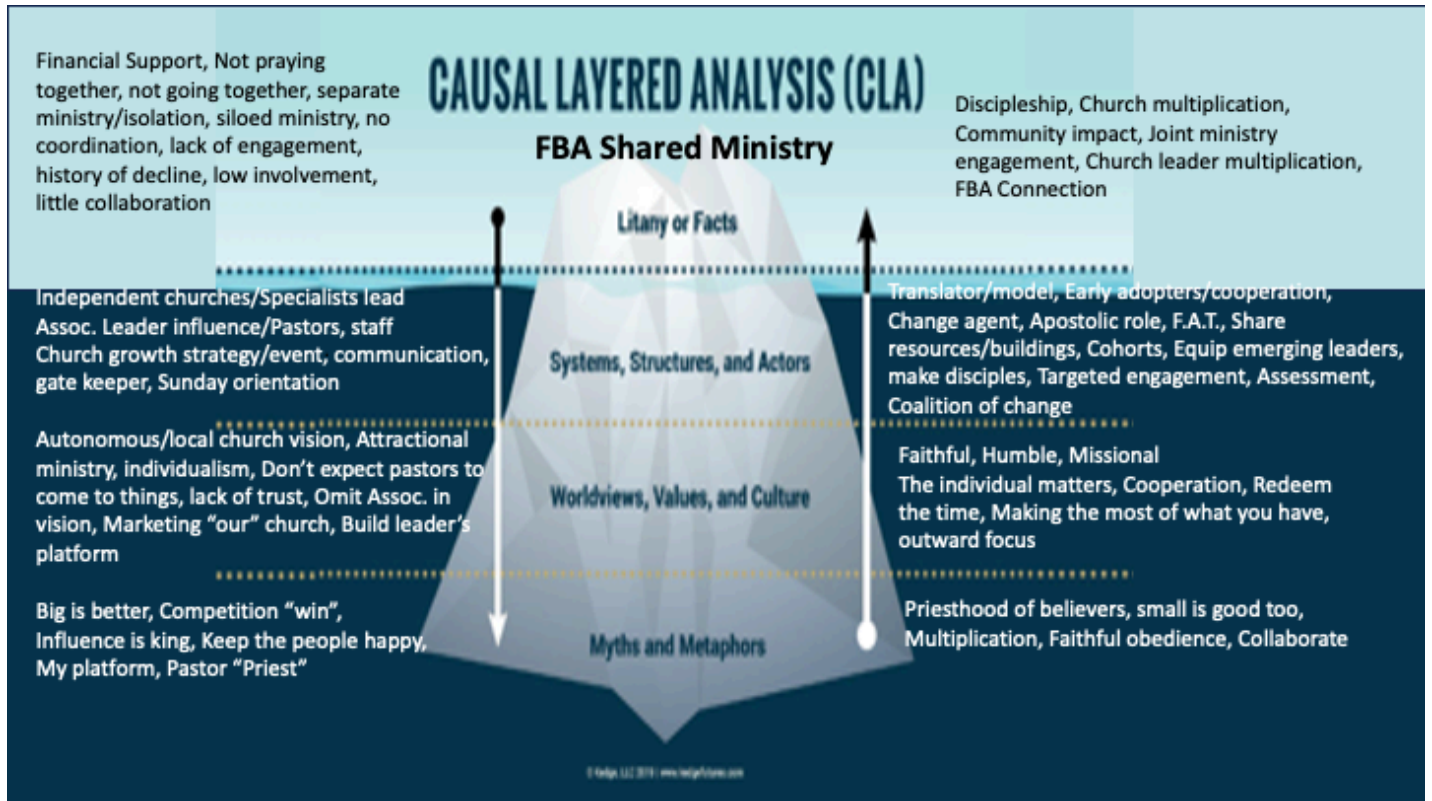 CAUSAL LAYERED ANALYSIS (CLA)
FBA Shared Ministry
Financial Support, Not praying
together, not going together, separate
ministry/isolation, siloed ministry, no
coordination, lack of engagement,
history of decline, low involvement,
little collaboration
Litany or Facts
Discipleship, Church multiplication,
Community impact, Joint ministry
engagement, Church leader multiplication,
FBA Connection
Independent churches/Specialists lead
Assoc. Leader influence/Pastors, staff
Church growth strategy/event, communication,
gate keeper, Sunday orientation
Systems, Structures, and Actors
Translator/model, Early adopters/cooperation,
Change agent, Apostolic role, F.A.T., Share
resources/buildings, Cohorts, Equip emerging leaders,
make disciples, Targeted engagement, Assessment,
Coalition of change
Autonomous/local church vision, Attractional
ministry, individualism, Don't expect pastors to
come to things, lack of trust, Omit Assoc. in
vision, Marketing "our" church, Build leader's
platform
Worldviews, Values, and Culture
Faithful, Humble, Missional
The individual matters, Cooperation, Redeem
the time, Making the most of what you have,
outward focus
Big is better, Competition "win",
Influence is king, Keep the people happy,
My platform, Pastor "Priest"
Myths and Metaphors
Priesthood of believers, small is good too,
Multiplication, Faithful obedience, Collaborate
© Kedge, LLC 2019 | www.kedgefutures.com